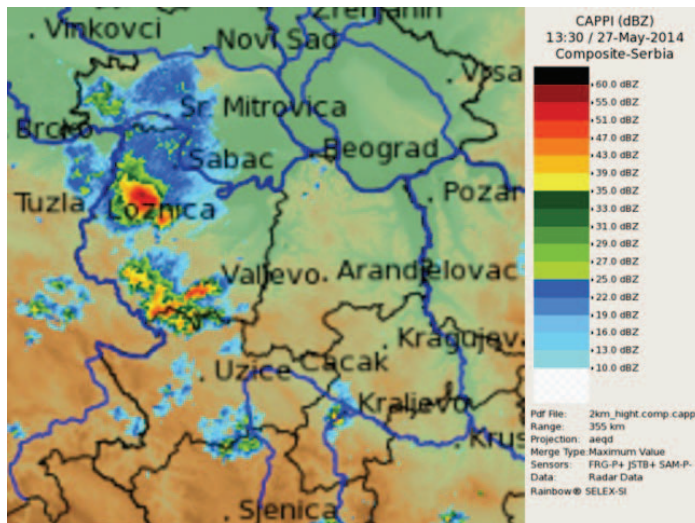 Zrenjanin
Vinkovci
Novi Sad
Vrsa
Sr. Mitrovica
Brcko
Beograd
Sabac
Pozar
Tuzla
Loznica
Valjevo
Arandjelovac
Kragujev
Cacak
Uzice
Kraljevo
Krus
Sjenica
CAPPI (dBZ)
13:30 / 27-May-2014
Composite-Serbia
60.0 dBZ
55.0 dBZ
51.0 dBZ
47.0 dBZ
43.0 dBZ
39.0 dBZ
35.0 dBZ
33.0 dBZ
31.0 dBZ
29.0 dBZ
27.0 dBZ
25.0 dBZ
22.0 dBZ
19.0 dBZ
16.0 dBZ
13.0 dBZ
10.0 dBZ
Pdf File: 2km_hight.comp.capp
Range: 355 km
Projection: aeqd
Merge Type: Maximum Value
Sensors: FRG-P+ JSTB+ SAM-P-
Data: Radar Data
Rainbow® SELEX-SI